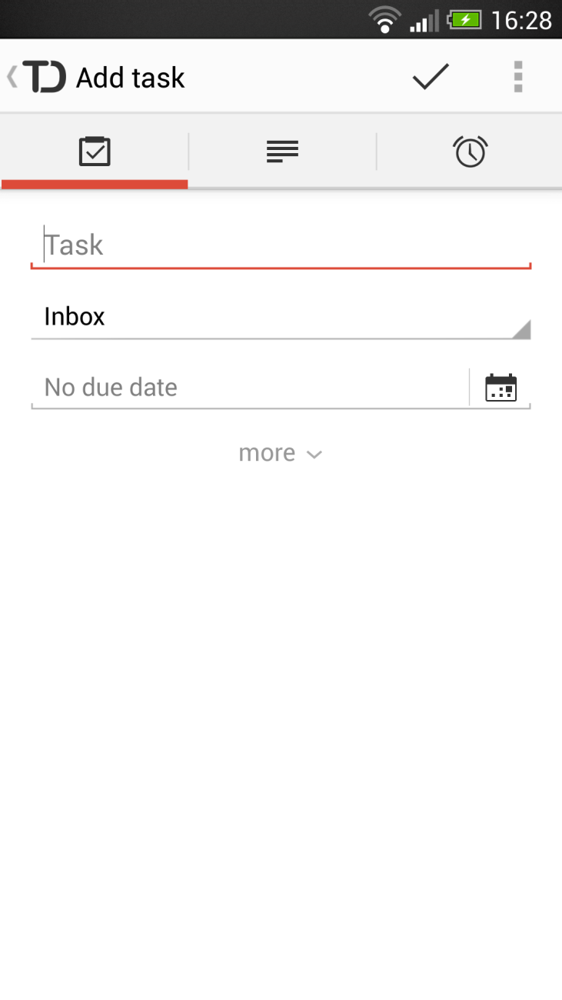 16:28
TD Add task
Task
Inbox
No due date
more